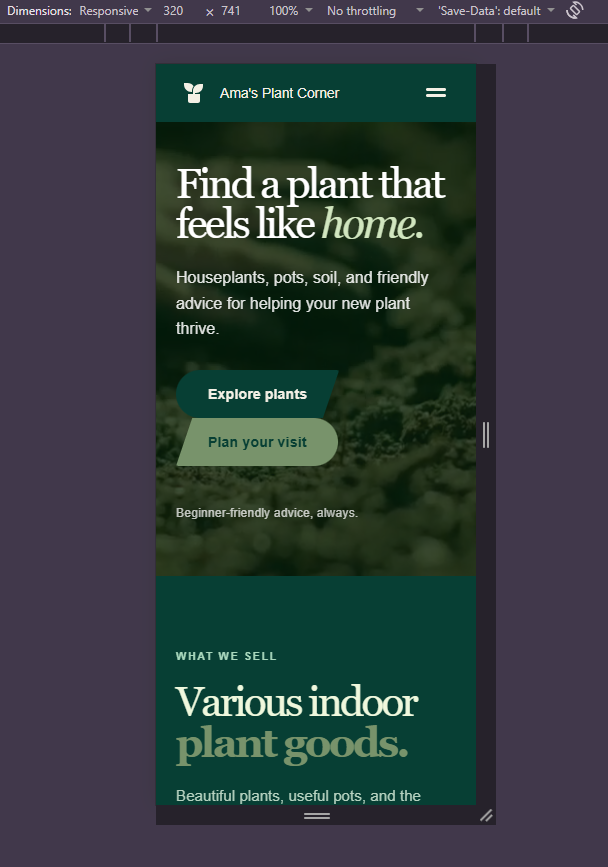 Dimensions: Responsive 320 × 741 100% No throttling 'Save-Data': default
Ama's Plant Corner
Find a plant that
feels like home.
Houseplants, pots, soil, and friendly
advice for helping your new plant
thrive.
Explore plants
Plan your visit
Beginner-friendly advice, always.
WHAT WE SELL
Various indoor
plant goods.
Beautiful plants, useful pots, and the